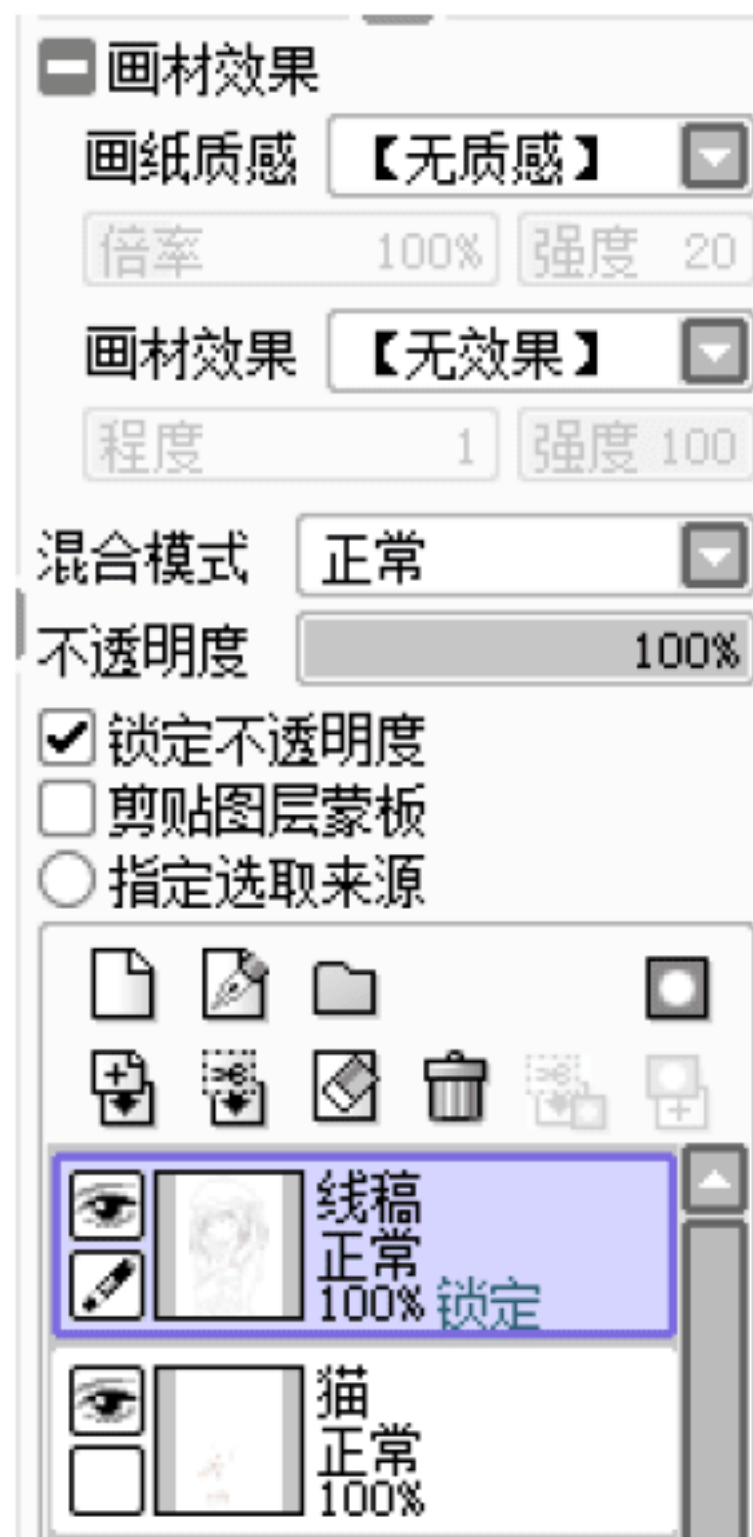 画材效果
画纸质感 【无质感】
倍率 100% 强度 20
画材效果 【无效果】
程度 1 强度 100
混合模式 正常
不透明度 100%
锁定不透明度
剪贴图层蒙板
指定选取来源
线稿
正常
100% 锁定
猫
正常
100%